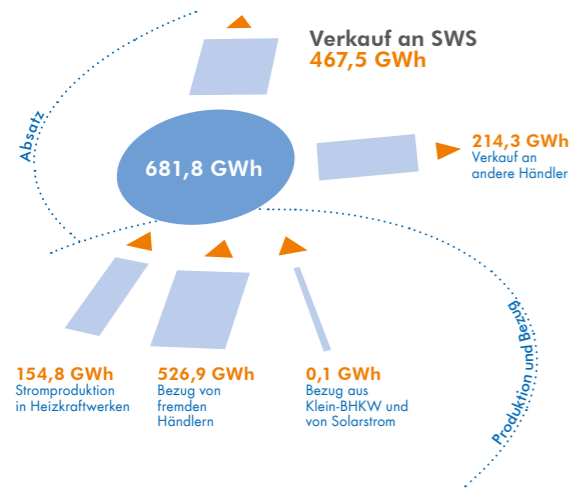 Verkauf an SWS
467,5 GWh
Absatz
681,8 GWh
214,3 GWh
Verkauf an
andere Händler
Produktion und Bezug
154,8 GWh
Stromproduktion
in Heizkraftwerken
526,9 GWh
Bezug von
fremden
Händlern
0,1 GWh
Bezug aus
Klein-BHKW und
von Solarstrom